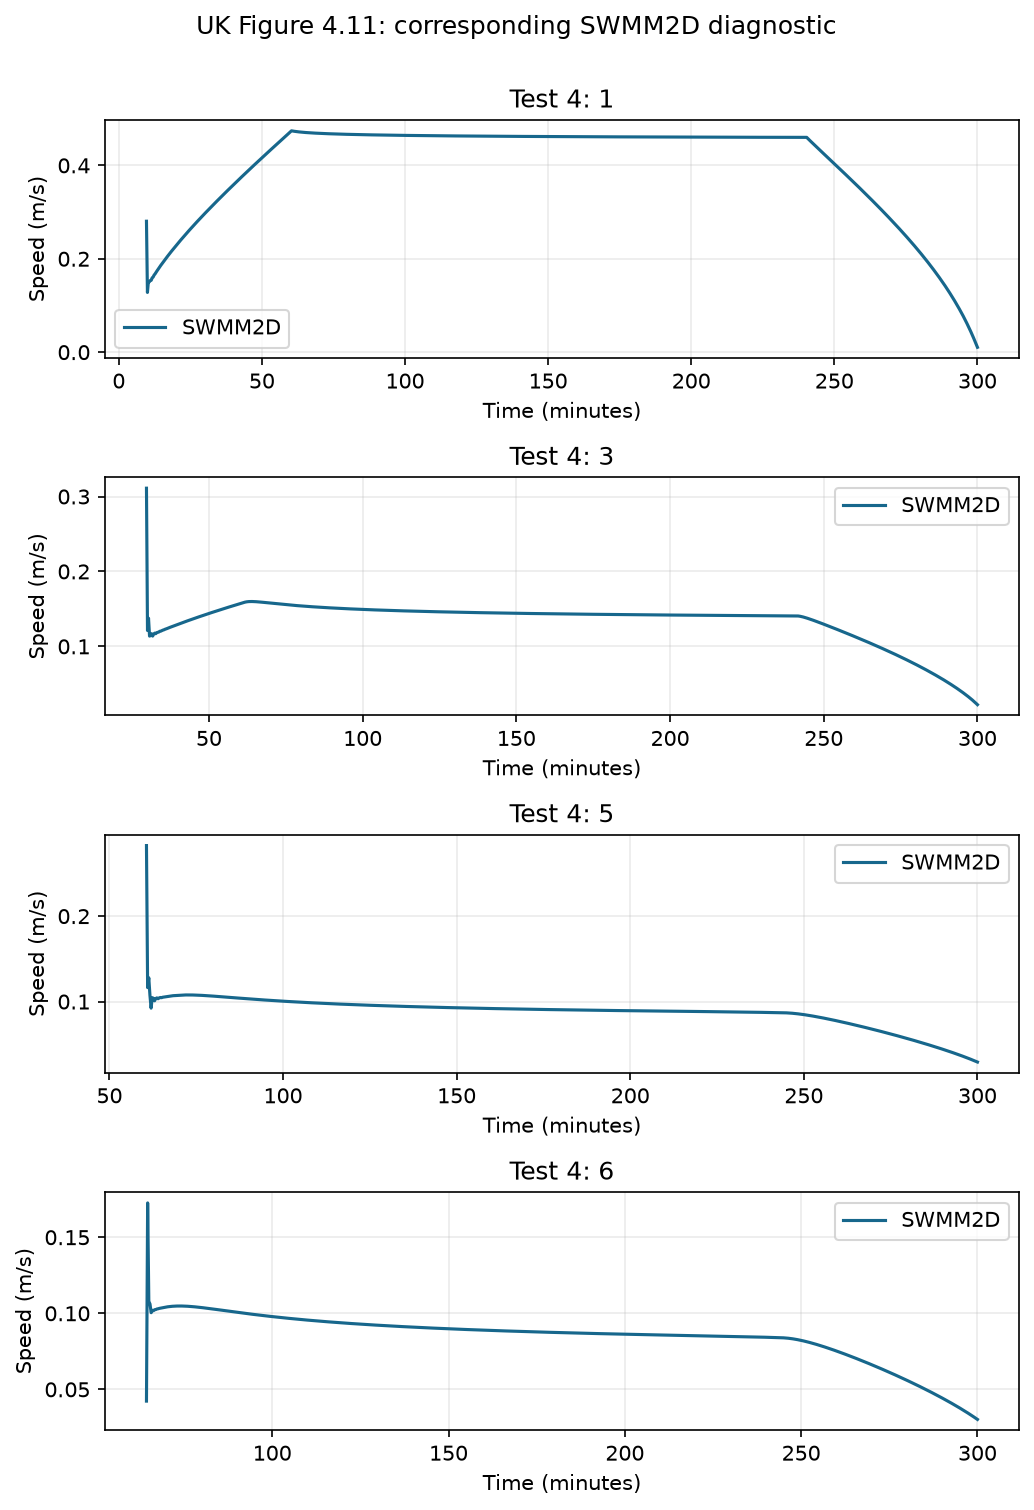 UK Figure 4.11: corresponding SWMM2D diagnostic
Test 4: 1
Speed (m/s)
0.4
0.2
0.0
SWMM2D
0 50 100 150 200 250 300
Time (minutes)
Test 4: 3
Speed (m/s)
0.3
0.2
0.1
SWMM2D
50 100 150 200 250 300
Time (minutes)
Test 4: 5
Speed (m/s)
0.2
0.1
SWMM2D
50 100 150 200 250 300
Time (minutes)
Test 4: 6
Speed (m/s)
0.15
0.10
0.05
SWMM2D
100 150 200 250 300
Time (minutes)